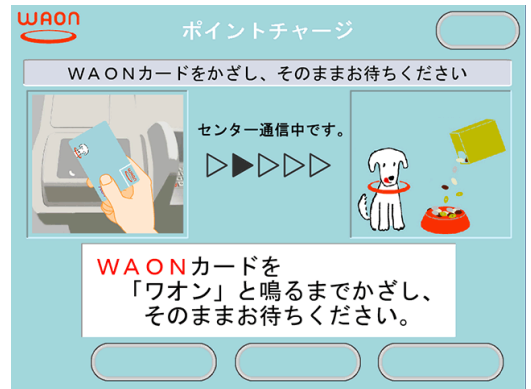 WAON
ポイントチャージ
WAONカードをかざし、そのままお待ちください
センター通信中です。
▷▶▷▷▷
WAONカードを
「ワオン」と鳴るまでかざし、
そのままお待ちください。